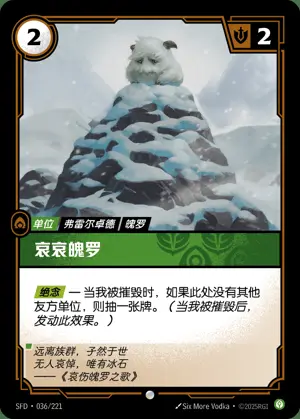 2
2
单位 弗雷尔卓德 魄罗
哀哀魄罗
绝念 — 当我被摧毁时，如果此处没有其他
友方单位，则抽一张牌。（当我被摧毁后，
发动此效果。）
远离族群，孑然于世
无人哀悼，唯有冰石
——《哀伤魄罗之歌》
SFD • 036/221
Six More Vodka • ©2025RGI